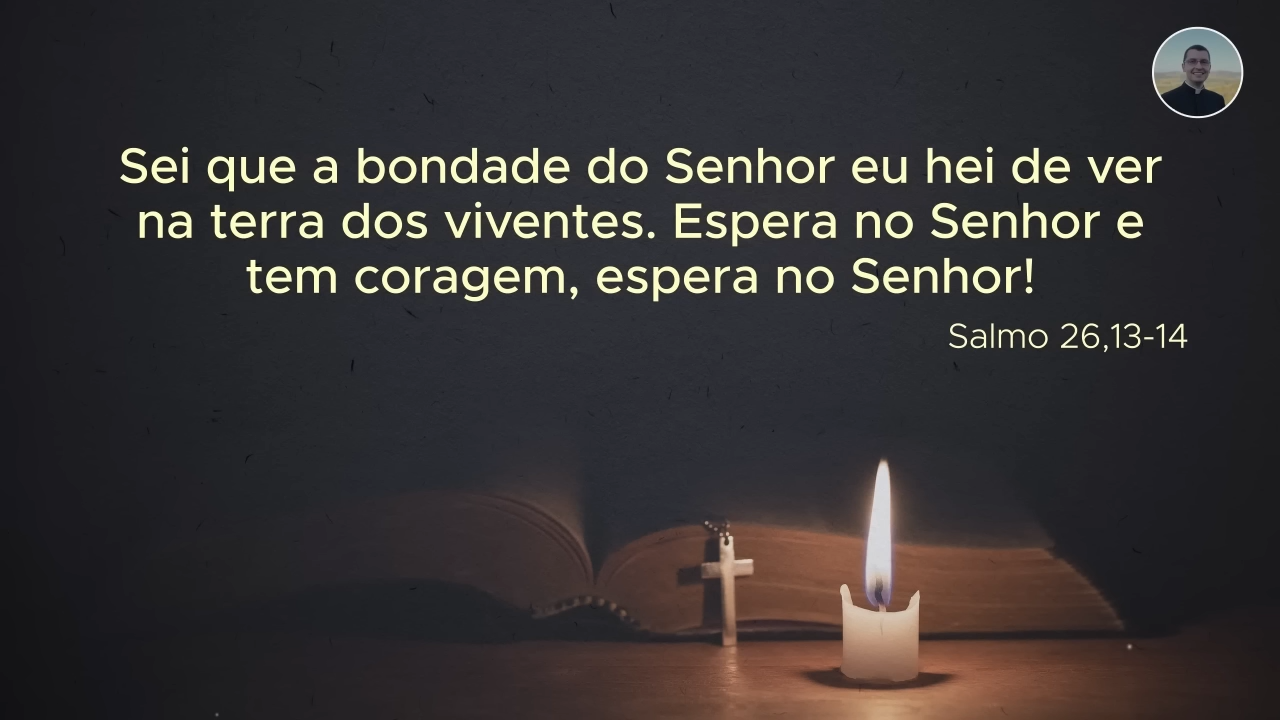 Sei que a bondade do Senhor eu hei de ver
na terra dos viventes. Espera no Senhor e
tem coragem, espera no Senhor!
Salmo 26,13-14